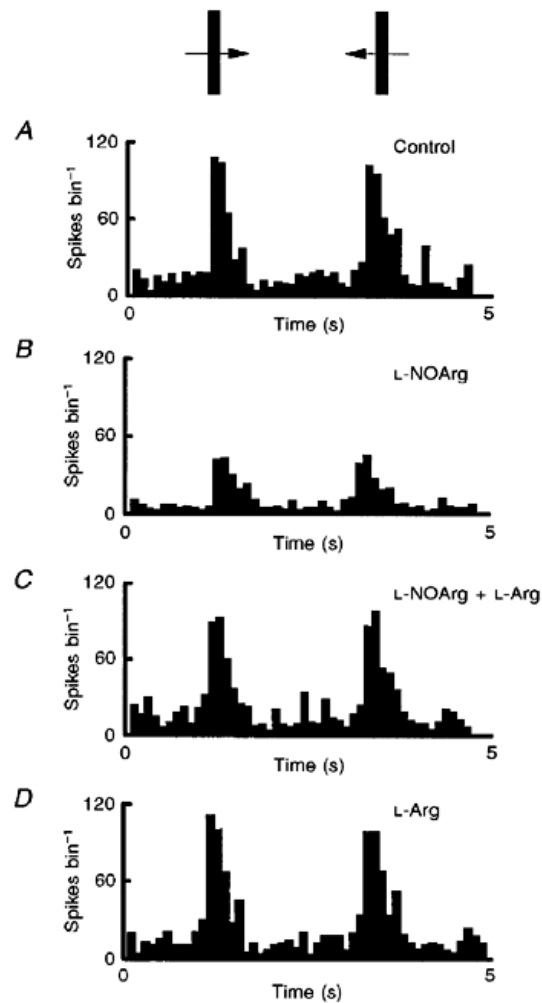 A
Control
120
60
0
Spikes bin⁻¹
Time (s)
5
B
ʟ-NOArg
120
60
0
Spikes bin⁻¹
0
Time (s)
5
C
ʟ-NOArg + ʟ-Arg
120
60
0
Spikes bin⁻¹
0
Time (s)
5
D
ʟ-Arg
120
60
0
Spikes bin⁻¹
0
Time (s)
5